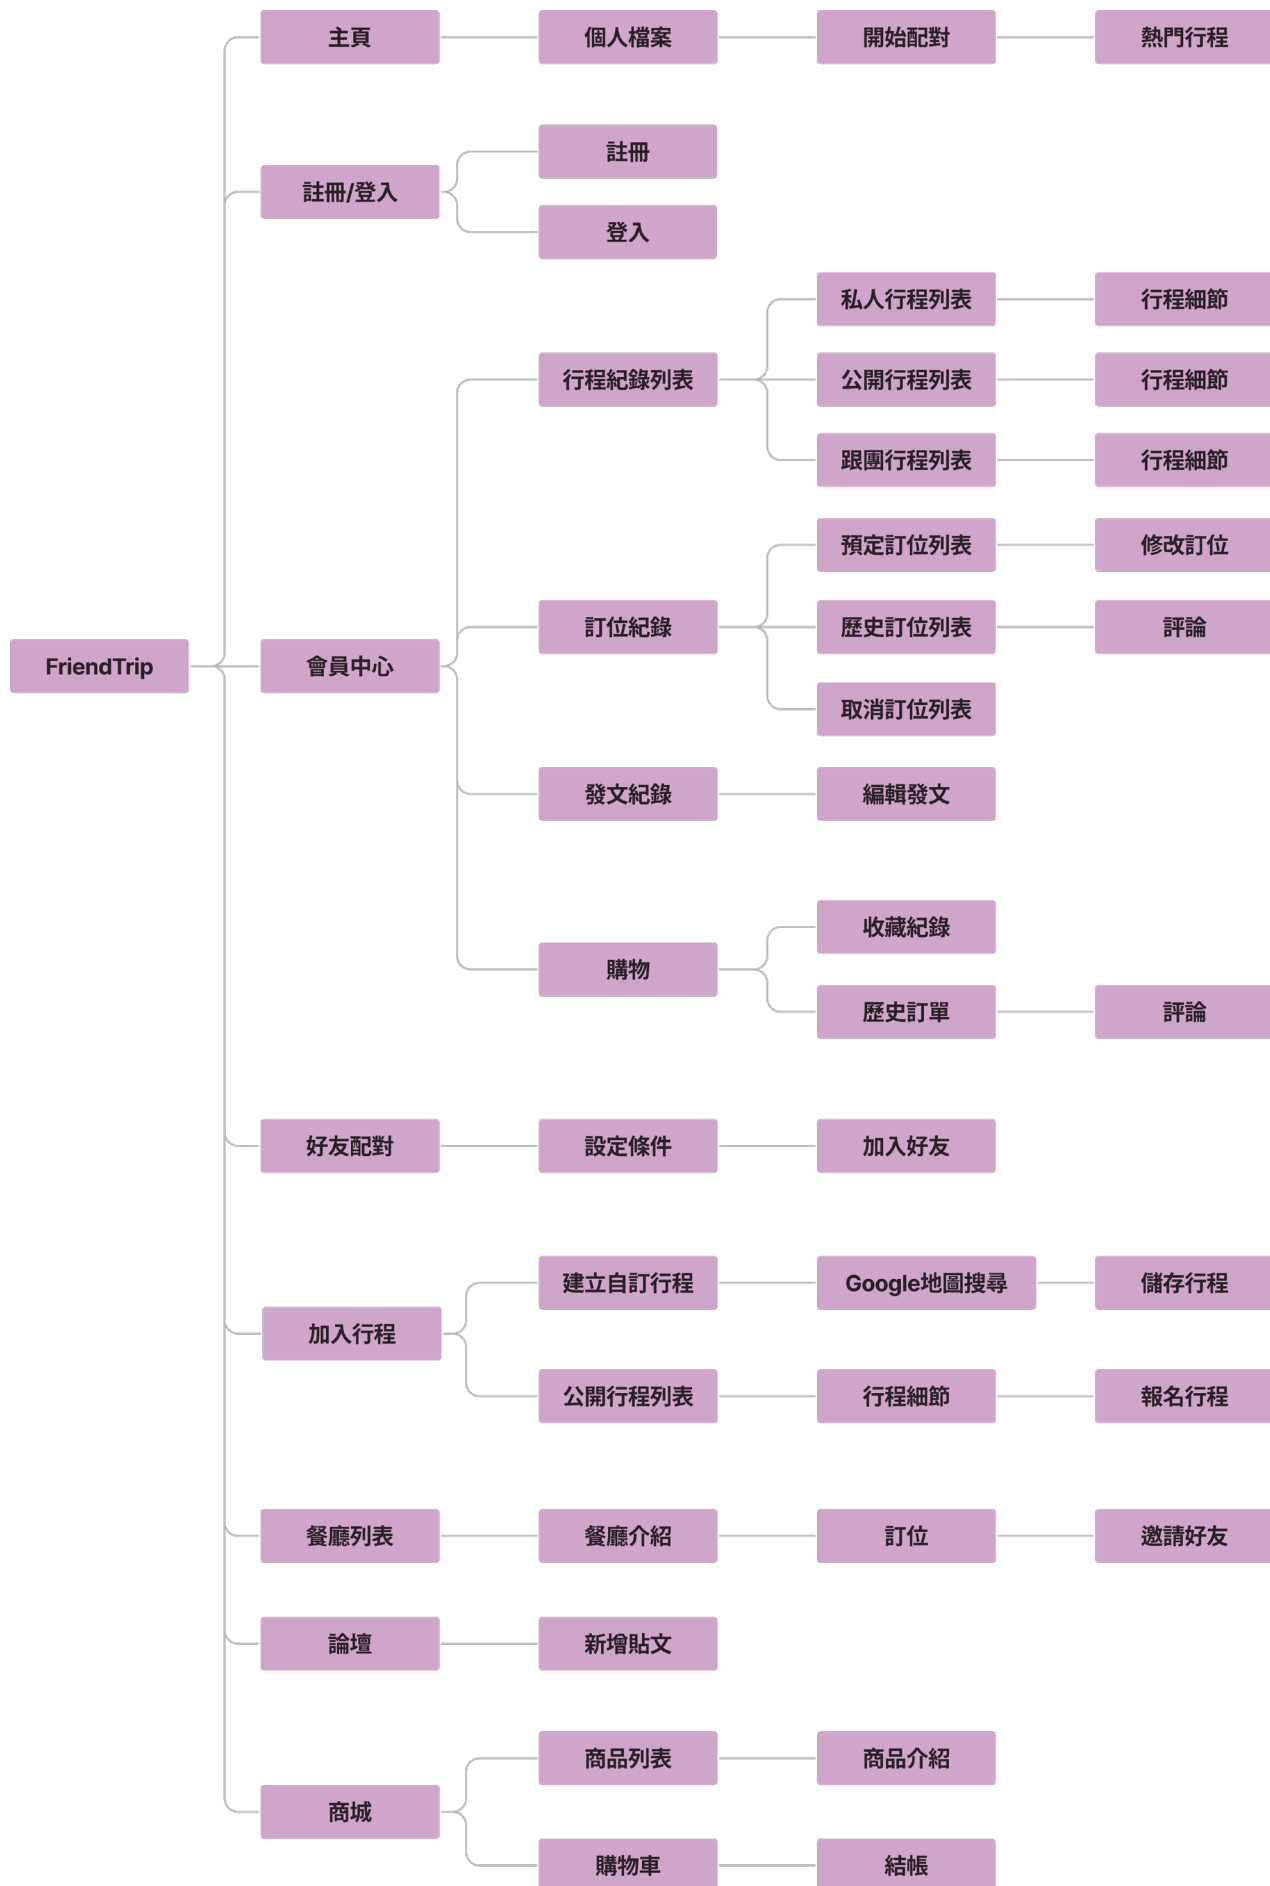 主頁
個人檔案
開始配對
熱門行程
註冊
註冊/登入
登入
私人行程列表
行程細節
行程紀錄列表
公開行程列表
行程細節
跟團行程列表
行程細節
預定訂位列表
修改訂位
訂位紀錄
歷史訂位列表
評論
FriendTrip
會員中心
取消訂位列表
發文紀錄
編輯發文
收藏紀錄
購物
歷史訂單
評論
好友配對
設定條件
加入好友
建立自訂行程
Google地圖搜尋
儲存行程
加入行程
公開行程列表
行程細節
報名行程
餐廳列表
餐廳介紹
訂位
邀請好友
論壇
新增貼文
商品列表
商品介紹
商城
購物車
結帳